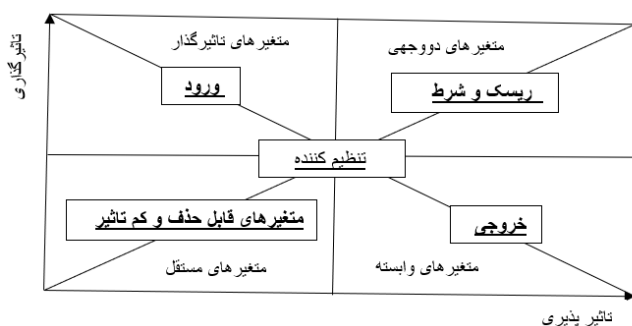 تاثیرگذاری
متغیرهای دووجهی
متغیرهای تاثیرگذار
ریسک و شرط
ورود
تنظیم کننده
متغیرهای قابل حذف و کم تاثیر
خروجی
متغیرهای وابسته
متغیرهای مستقل
تاثیر پذیری